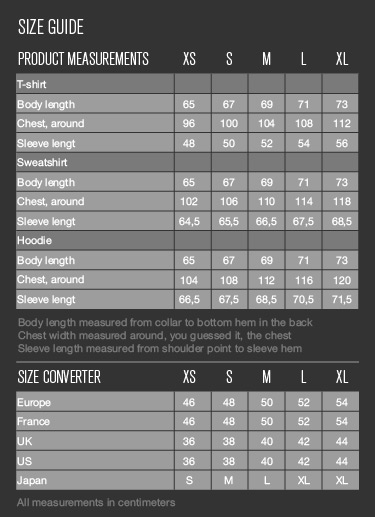 SIZE GUIDE
PRODUCT MEASUREMENTS XS S M L XL
T-shirt
Body length 65 67 69 71 73
Chest, around 96 100 104 108 112
Sleeve lengt 48 50 52 54 56
Sweatshirt
Body length 65 67 69 71 73
Chest, around 102 106 110 114 118
Sleeve lengt 64,5 65,5 66,5 67,5 68,5
Hoodie
Body length 65 67 69 71 73
Chest, around 104 108 112 116 120
Sleeve lengt 66,5 67,5 68,5 70,5 71,5
Body length measured from collar to bottom hem in the back
Chest width measured around, you guessed it, the chest
Sleeve length measured from shoulder point to sleeve hem
SIZE CONVERTER XS S M L XL
Europe 46 48 50 52 54
France 46 48 50 52 54
UK 36 38 40 42 44
US 36 38 40 42 44
Japan S M L XL XL
All measurements in centimeters